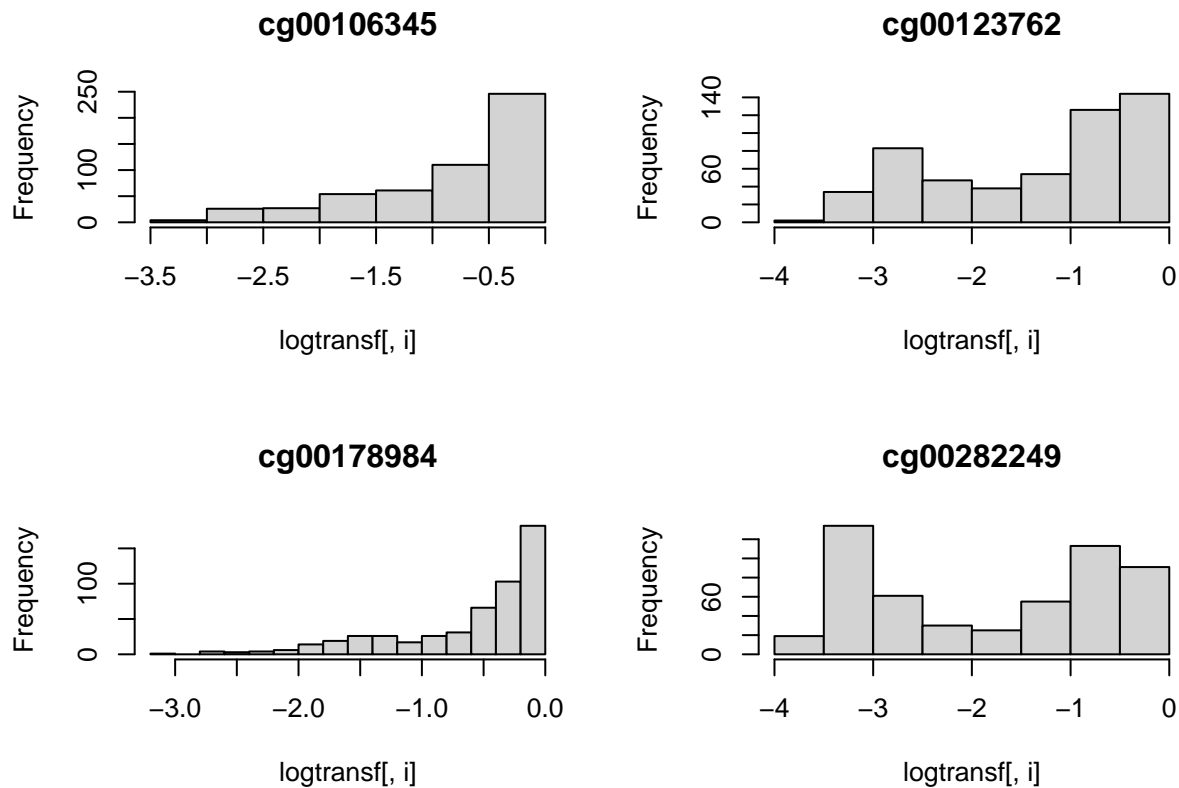 cg00106345
Frequency
0 100 250
−3.5 −2.5 −1.5 −0.5
logtransf[, i]
cg00123762
Frequency
0 60 140
−4 −3 −2 −1 0
logtransf[, i]
cg00178984
Frequency
0 100
−3.0 −2.0 −1.0 0.0
logtransf[, i]
cg00282249
Frequency
0 60
−4 −3 −2 −1 0
logtransf[, i]